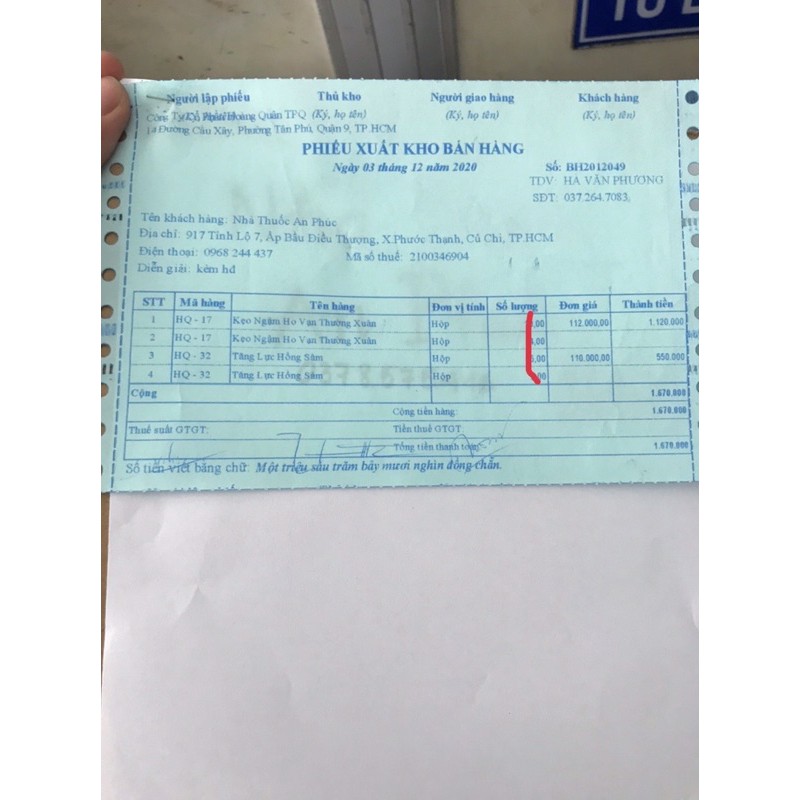 Người lập phiếu Thủ kho Người giao hàng Khách hàng
(Ký, họ tên) (Ký, họ tên) (Ký, họ tên)
Hoàng Quân TFQ
14 Đường Cầu Xây, Phường Tân Phú, Quận 9, TP.HCM
PHIẾU XUẤT KHO BÁN HÀNG
Ngày 03 tháng 12 năm 2020
Số: BH2012049
TDV: HÀ VĂN PHƯƠNG
SĐT: 037.264.7083
Tên khách hàng: Nhà Thuốc An Phúc
Địa chỉ: 917 Tỉnh Lộ 7, Ấp Bầu Điều Thượng, X.Phước Thạnh, Củ Chi, TP.HCM
Điện thoại: 0968 244 437 Mã số thuế: 2100346904
Diễn giải: kèm hđ
STT Mã hàng Tên hàng Đơn vị tính Số lượng Đơn giá Thành tiền
1 HQ - 17 Kẹo Ngậm Ho Vạn Thường Xuân Hộp ,00 112.000,00 1.120.000
2 HQ - 17 Kẹo Ngậm Ho Vạn Thường Xuân Hộp ,00
3 HQ - 32 Tăng Lực Hồng Sâm Hộp ,00 110.000,00 550.000
4 HQ - 32 Tăng Lực Hồng Sâm Hộp 00
Cộng 1.670.000
Cộng tiền hàng: 1.670.000
Thuế suất GTGT: Tiền thuế GTGT:
Tổng tiền thanh toán: 1.670.000
Số tiền viết bằng chữ: Một triệu sáu trăm bảy mươi nghìn đồng chẵn.